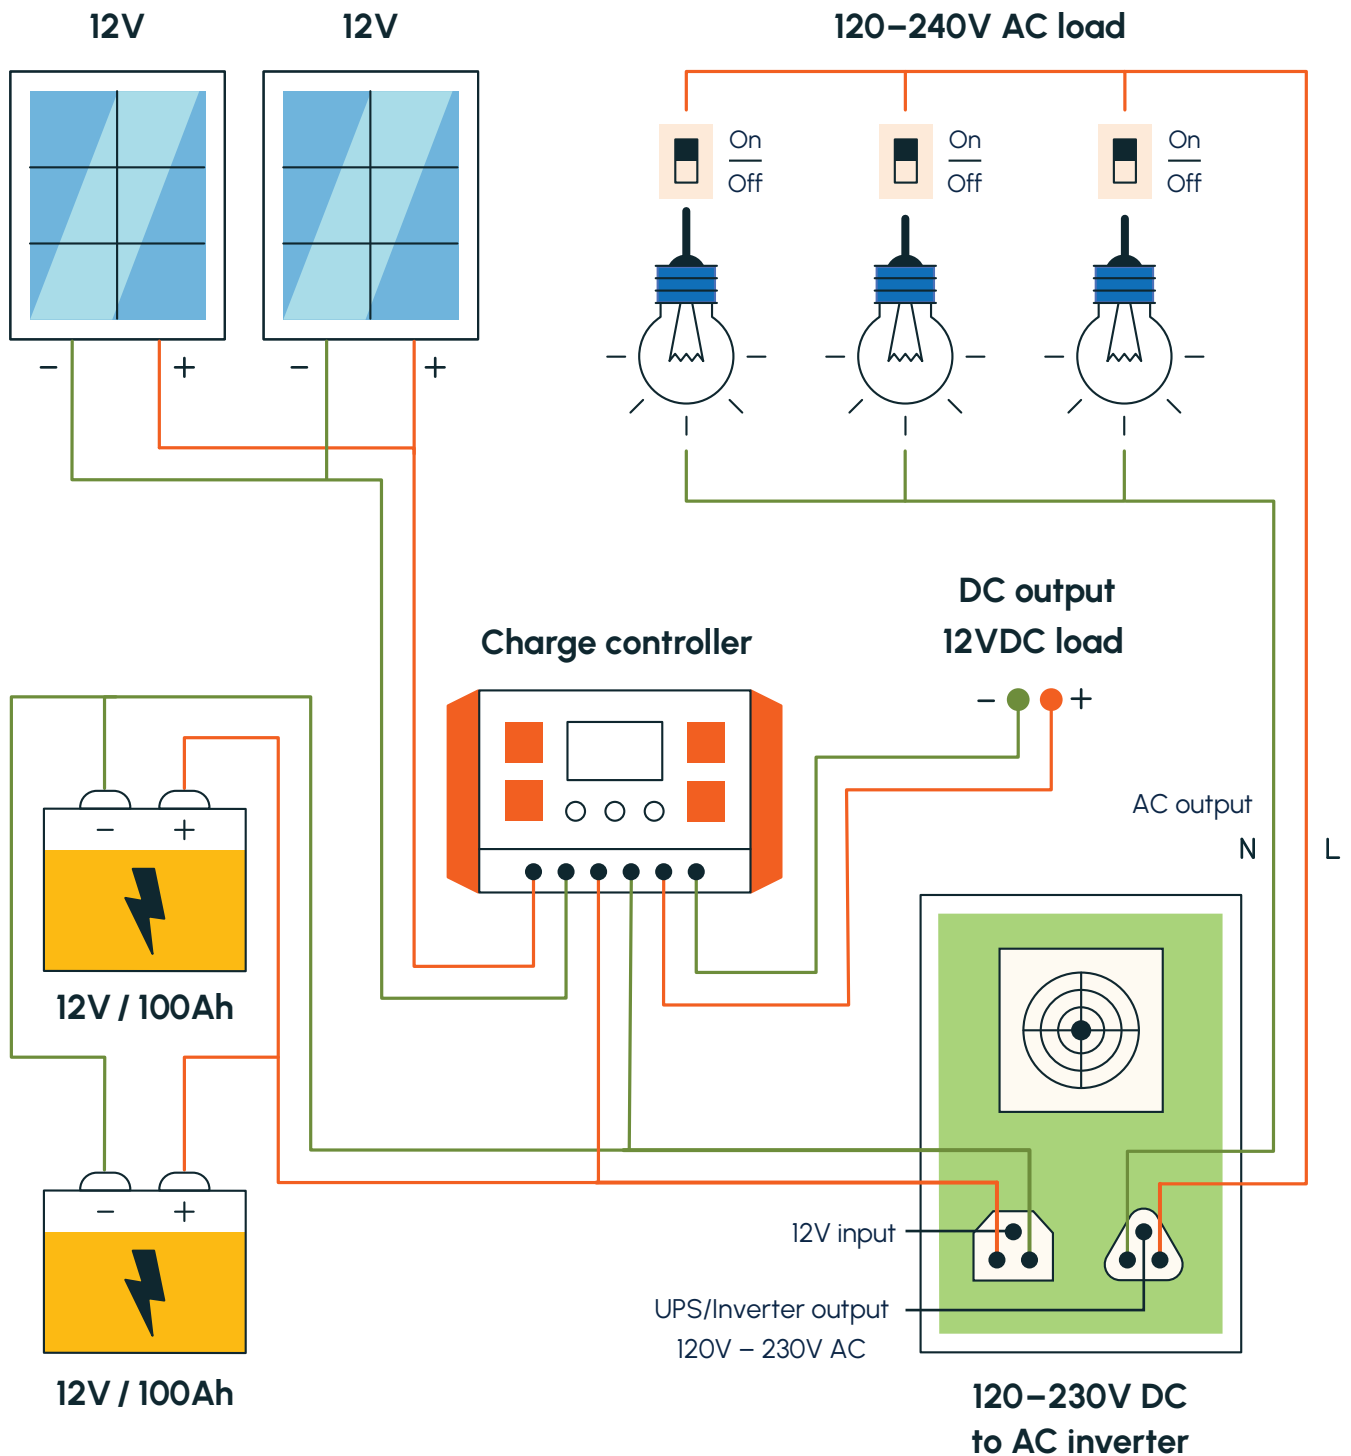 12V
12V
120–240V AC load
On
Off
On
Off
On
Off
– +
– +
DC output
12VDC load
– +
Charge controller
AC output
N L
– +
12V / 100Ah
– +
12V / 100Ah
12V input
UPS/Inverter output
120V – 230V AC
120–230V DC
to AC inverter